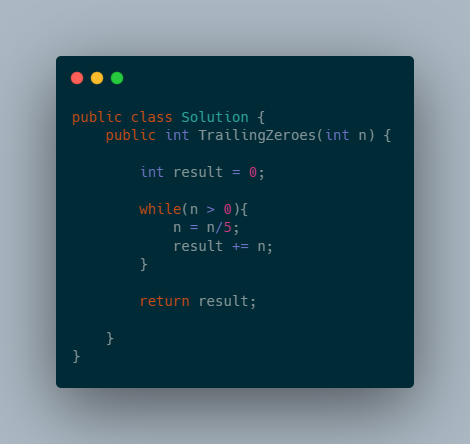 public class Solution {
    public int TrailingZeroes(int n) {
        int result = 0;
        while(n > 0){
            n = n/5;
            result += n;
        }
        return result;
    }
}